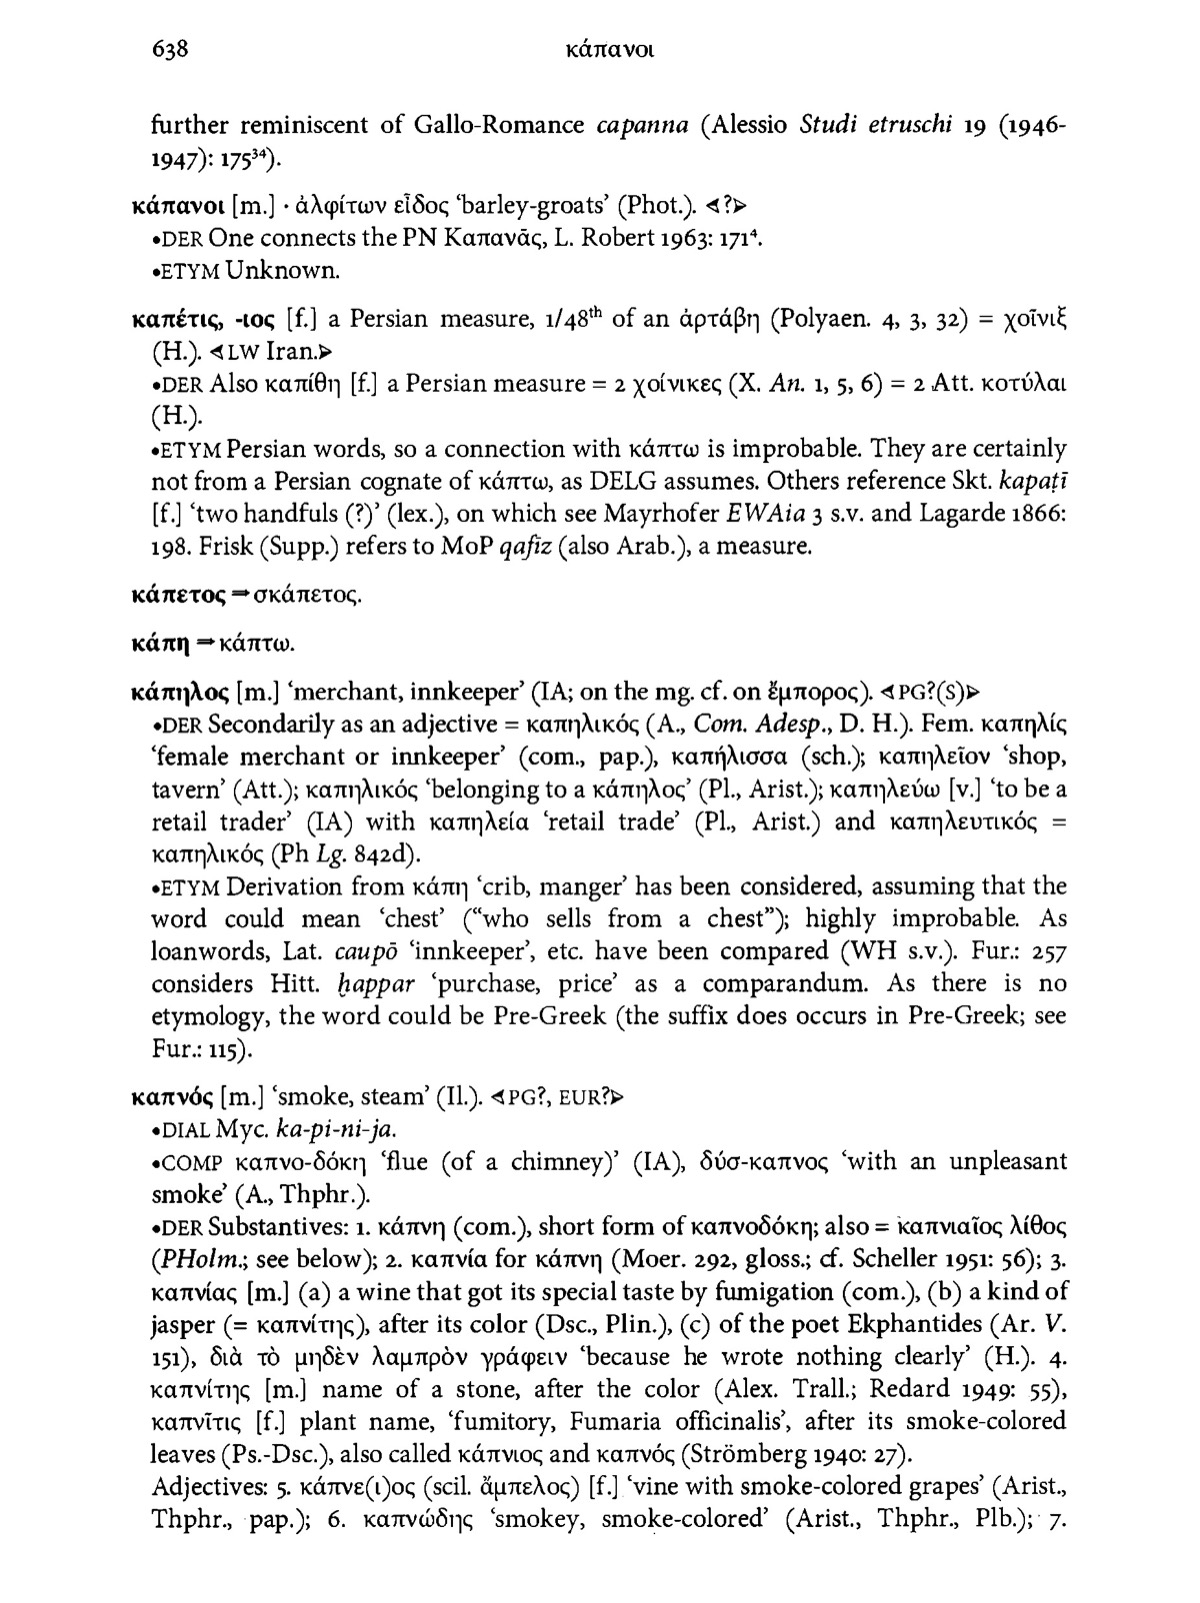 638 κάπανοι
further reminiscent of Gallo-Romance capanna (Alessio Studi etruschi 19 (1946-
1947): 175³⁴).
κάπανοι [m.] · ἀλφίτων εἶδος ‘barley-groats’ (Phot.). ⊲?⊳
•DER One connects the PN Καπανᾶς, L. Robert 1963: 171⁴.
•ETYM Unknown.
καπέτις, -ιος [f.] a Persian measure, 1/48ᵗʰ of an ἀρτάβη (Polyaen. 4, 3, 32) = χοῖνιξ
(H.). ⊲LW Iran.⊳
•DER Also καπίθη [f.] a Persian measure = 2 χοίνικες (X. An. 1, 5, 6) = 2 Att. κοτύλαι
(H.).
•ETYM Persian words, so a connection with κάπτω is improbable. They are certainly
not from a Persian cognate of κάπτω, as DELG assumes. Others reference Skt. kapaṭī
[f.] ‘two handfuls (?)’ (lex.), on which see Mayrhofer EWAia 3 s.v. and Lagarde 1866:
198. Frisk (Supp.) refers to MoP qafīz (also Arab.), a measure.
κάπετος ⇒σκάπετος.
κάπη ⇒κάπτω.
κάπηλος [m.] ‘merchant, innkeeper’ (IA; on the mg. cf. on ἔμπορος). ⊲PG?(S)⊳
•DER Secondarily as an adjective = καπηλικός (A., Com. Adesp., D. H.). Fem. καπηλίς
‘female merchant or innkeeper’ (com., pap.), καπήλισσα (sch.); καπηλεῖον ‘shop,
tavern’ (Att.); καπηλικός ‘belonging to a κάπηλος’ (Pl., Arist.); καπηλεύω [v.] ‘to be a
retail trader’ (IA) with καπηλεία ‘retail trade’ (Pl., Arist.) and καπηλευτικός =
καπηλικός (Ph Lg. 842d).
•ETYM Derivation from κάπη ‘crib, manger’ has been considered, assuming that the
word could mean ‘chest’ (“who sells from a chest”); highly improbable. As
loanwords, Lat. caupō ‘innkeeper’, etc. have been compared (WH s.v.). Fur.: 257
considers Hitt. ḫappar ‘purchase, price’ as a comparandum. As there is no
etymology, the word could be Pre-Greek (the suffix does occurs in Pre-Greek; see
Fur.: 115).
καπνός [m.] ‘smoke, steam’ (Il.). ⊲PG?, EUR?⊳
•DIAL Myc. ka-pi-ni-ja.
•COMP καπνο-δόκη ‘flue (of a chimney)’ (IA), δύσ-καπνος ‘with an unpleasant
smoke’ (A., Thphr.).
•DER Substantives: 1. κάπνη (com.), short form of καπνοδόκη; also = καπνιαῖος λίθος
(PHolm.; see below); 2. καπνία for κάπνη (Moer. 292, gloss.; cf. Scheller 1951: 56); 3.
καπνίας [m.] (a) a wine that got its special taste by fumigation (com.), (b) a kind of
jasper (= καπνίτης), after its color (Dsc., Plin.), (c) of the poet Ekphantides (Ar. V.
151), διὰ τὸ μηδὲν λαμπρὸν γράφειν ‘because he wrote nothing clearly’ (H.). 4.
καπνίτης [m.] name of a stone, after the color (Alex. Trall.; Redard 1949: 55),
καπνῖτις [f.] plant name, ‘fumitory, Fumaria officinalis’, after its smoke-colored
leaves (Ps.-Dsc.), also called κάπνιος and καπνός (Strömberg 1940: 27).
Adjectives: 5. κάπνε(ι)ος (scil. ἄμπελος) [f.] ‘vine with smoke-colored grapes’ (Arist.,
Thphr., pap.); 6. καπνώδης ‘smokey, smoke-colored’ (Arist., Thphr., Plb.); 7.